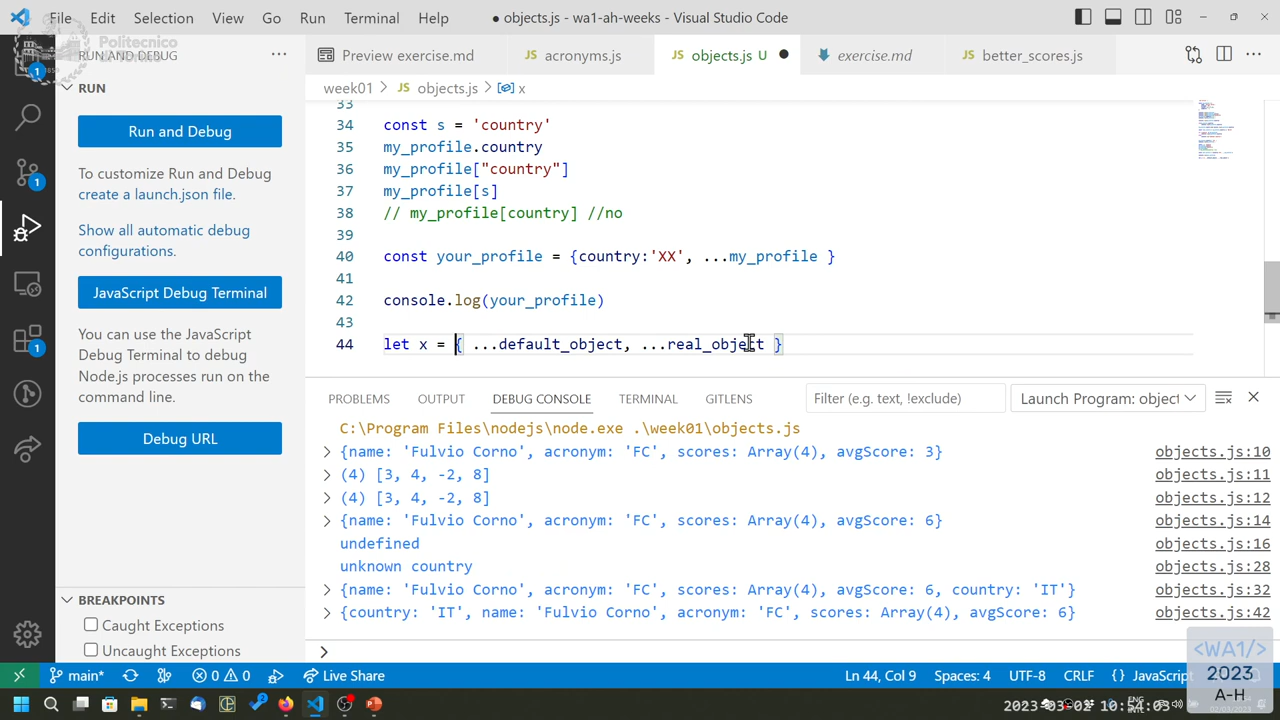 File Edit Selection View Go Run Terminal Help
● objects.js - wa1-ah-weeks - Visual Studio Code
Politecnico
RUN AND DEBUG
Preview exercise.md
JS acronyms.js
JS objects.js U
exercise.md
JS better_scores.js
week01 > JS objects.js > x
RUN
Run and Debug
To customize Run and Debug
create a launch.json file.
Show all automatic debug
configurations.
JavaScript Debug Terminal
You can use the JavaScript
Debug Terminal to debug
Node.js processes run on the
command line.
Debug URL
BREAKPOINTS
Caught Exceptions
Uncaught Exceptions
33
34 const s = 'country'
35 my_profile.country
36 my_profile["country"]
37 my_profile[s]
38 // my_profile[country] //no
39
40 const your_profile = {country:'XX', ...my_profile }
41
42 console.log(your_profile)
43
44 let x = { ...default_object, ...real_object }
PROBLEMS OUTPUT DEBUG CONSOLE TERMINAL GITLENS
Filter (e.g. text, !exclude)
Launch Program: object
C:\Program Files\nodejs\node.exe .\week01\objects.js
> {name: 'Fulvio Corno', acronym: 'FC', scores: Array(4), avgScore: 3} objects.js:10
> (4) [3, 4, -2, 8] objects.js:11
> (4) [3, 4, -2, 8] objects.js:12
> {name: 'Fulvio Corno', acronym: 'FC', scores: Array(4), avgScore: 6} objects.js:14
undefined objects.js:16
unknown country objects.js:28
> {name: 'Fulvio Corno', acronym: 'FC', scores: Array(4), avgScore: 6, country: 'IT'} objects.js:32
> {country: 'IT', name: 'Fulvio Corno', acronym: 'FC', scores: Array(4), avgScore: 6} objects.js:42
>
main* 0 0 Live Share
Ln 44, Col 9 Spaces: 4 UTF-8 CRLF {} JavaScript
<WA1/>
2023
A-H
ENG
2023-03-03 10:54:05